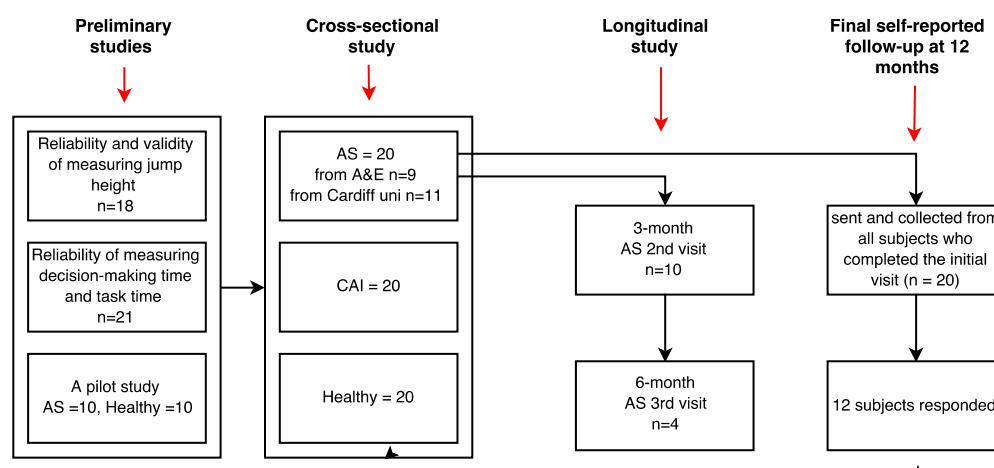 Preliminary
studies
Cross-sectional
study
Longitudinal
study
Final self-reported
follow-up at 12
months
Reliability and validity
of measuring jump
height
n=18
Reliability of measuring
decision-making time
and task time
n=21
A pilot study
AS =10, Healthy =10
AS = 20
from A&E n=9
from Cardiff uni n=11
CAI = 20
Healthy = 20
3-month
AS 2nd visit
n=10
6-month
AS 3rd visit
n=4
sent and collected from
all subjects who
completed the initial
visit (n = 20)
12 subjects responded